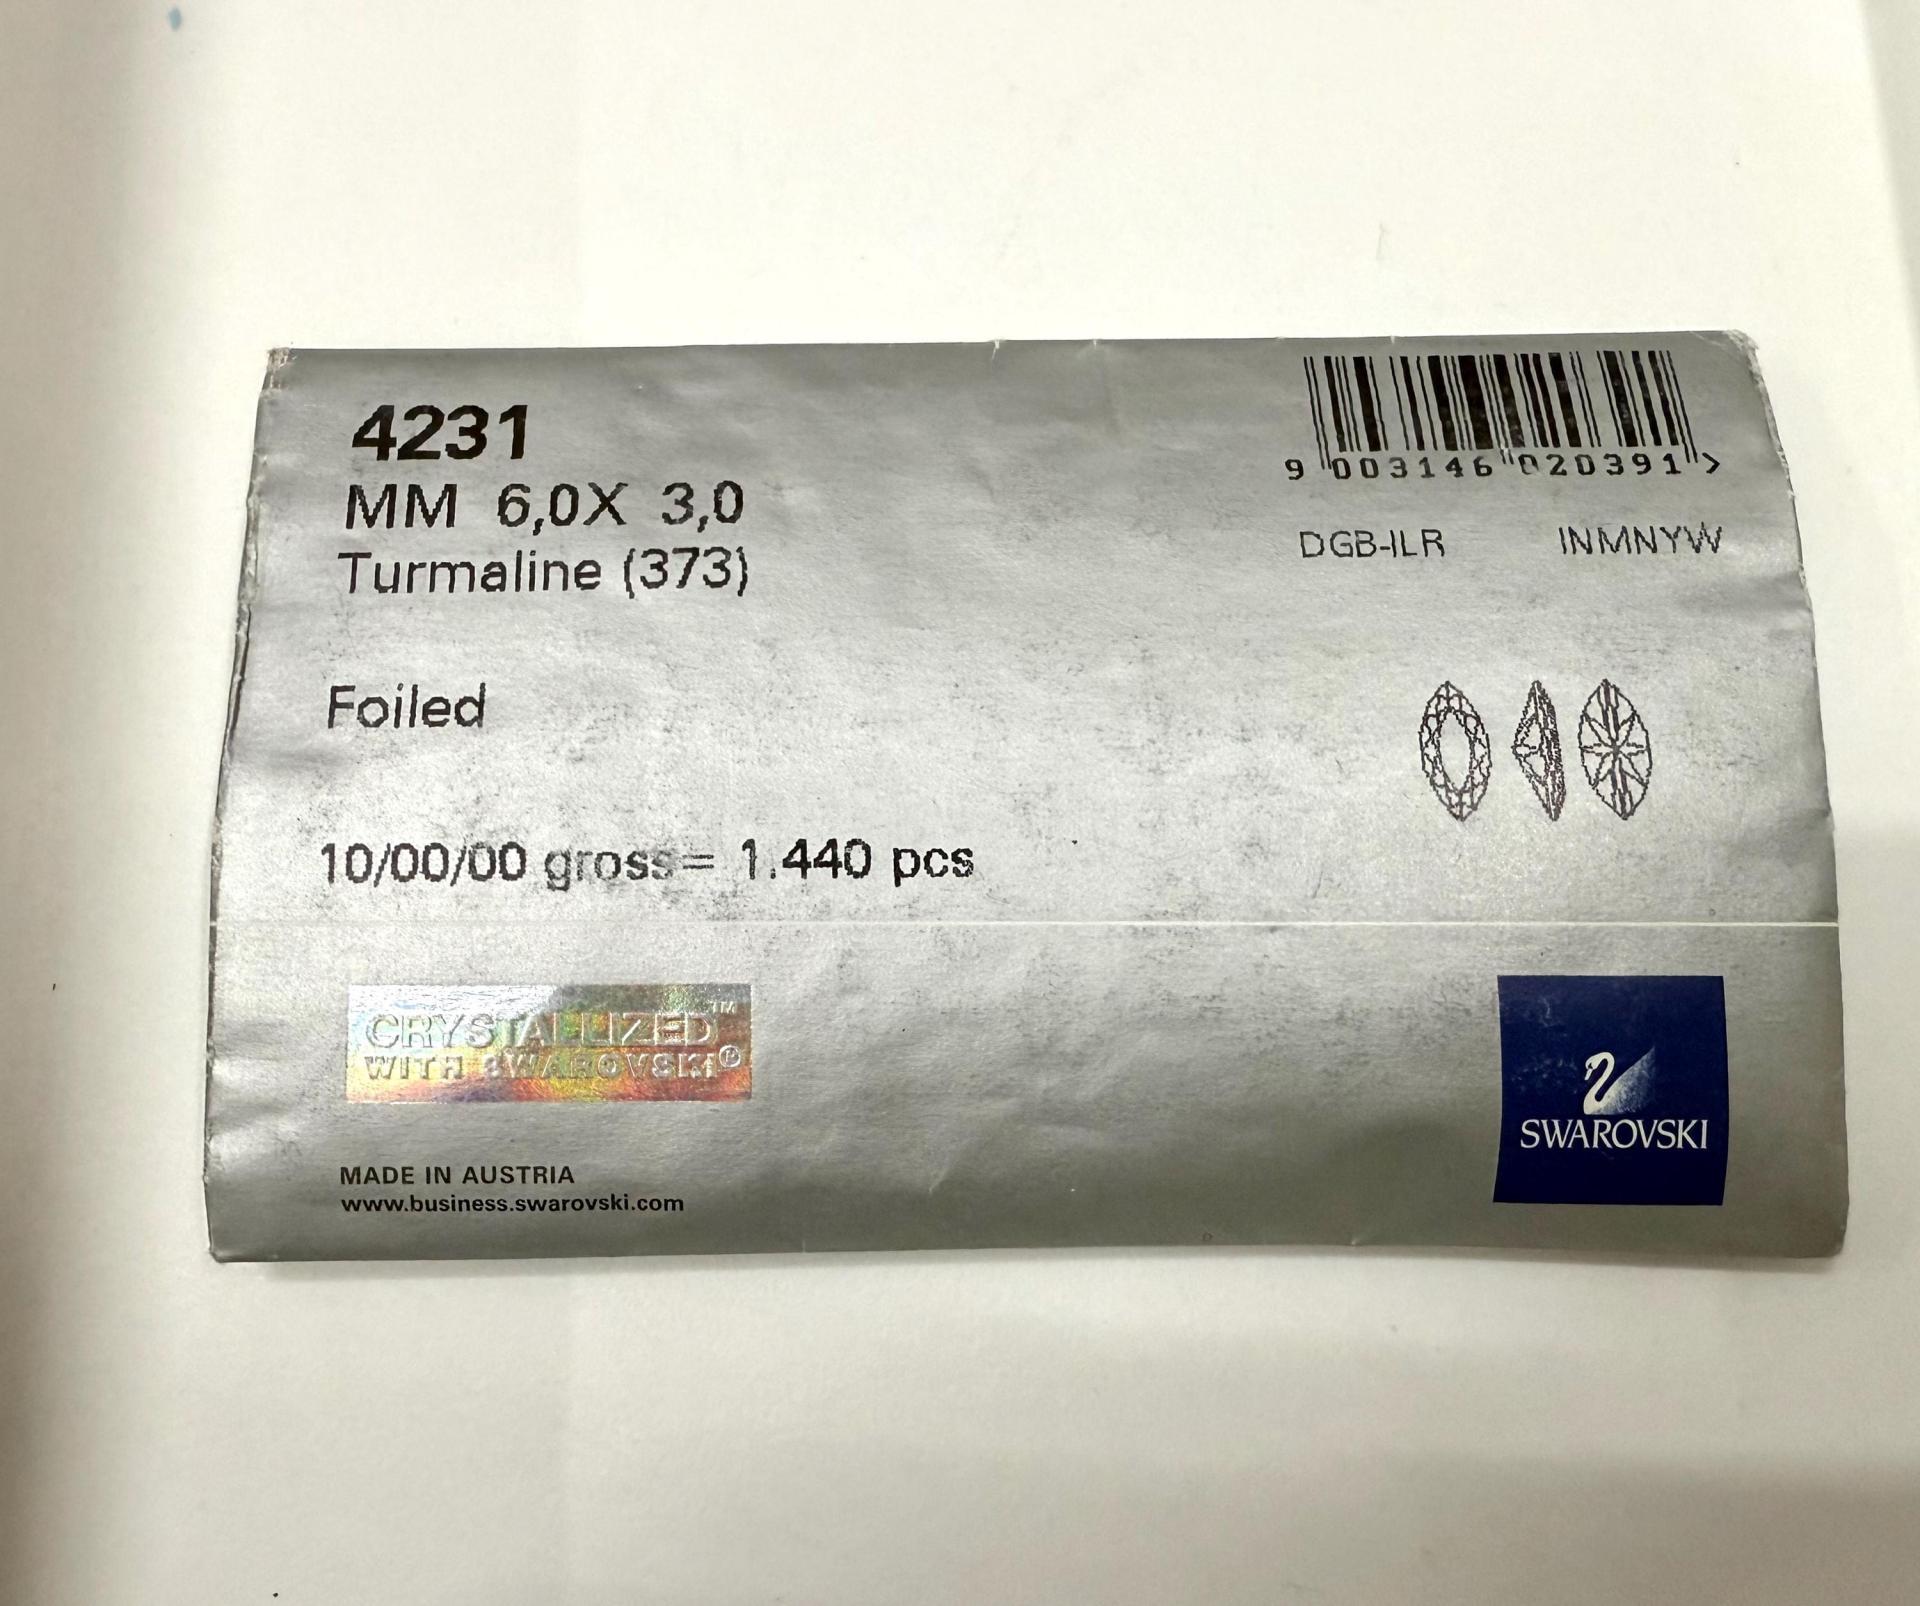 4231
MM 6,0X 3,0
Turmaline (373)
Foiled
10/00/00 gross= 1.440 pcs
9 003146 020391 >
DGB-ILR INMNYW
CRYSTALLIZED™
WITH SWAROVSKI®
MADE IN AUSTRIA
www.business.swarovski.com
SWAROVSKI